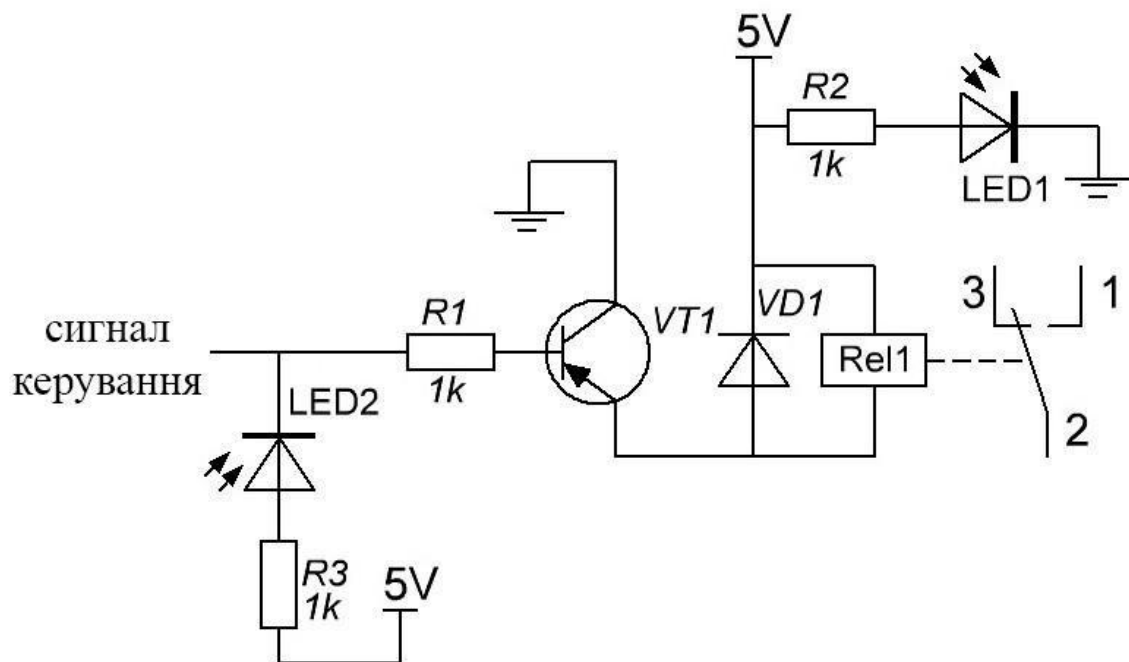 5V
R2
1k
LED1
сигнал
керування
R1
1k
VT1
VD1
Rel1
3
1
2
LED2
R3
1k
5V